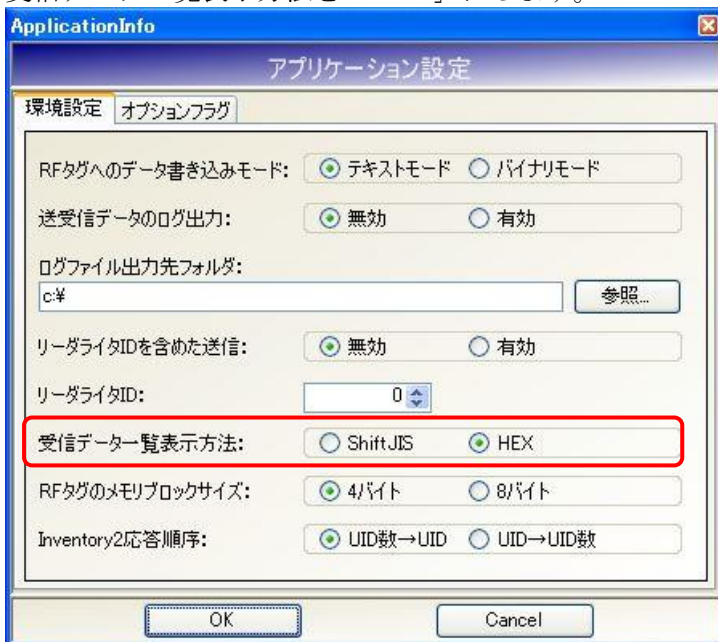 ApplicationInfo
アプリケーション設定
環境設定 オプションフラグ
RFタグへのデータ書き込みモード: テキストモード バイナリモード
送受信データのログ出力: 無効 有効
ログファイル出力先フォルダ:
c:¥ 参照...
リーダライタIDを含めた送信: 無効 有効
リーダライタID: 0
受信データ一覧表示方法: ShiftJIS HEX
RFタグのメモリブロックサイズ: 4バイト 8バイト
Inventory2応答順序: UID数→UID UID→UID数
OK Cancel